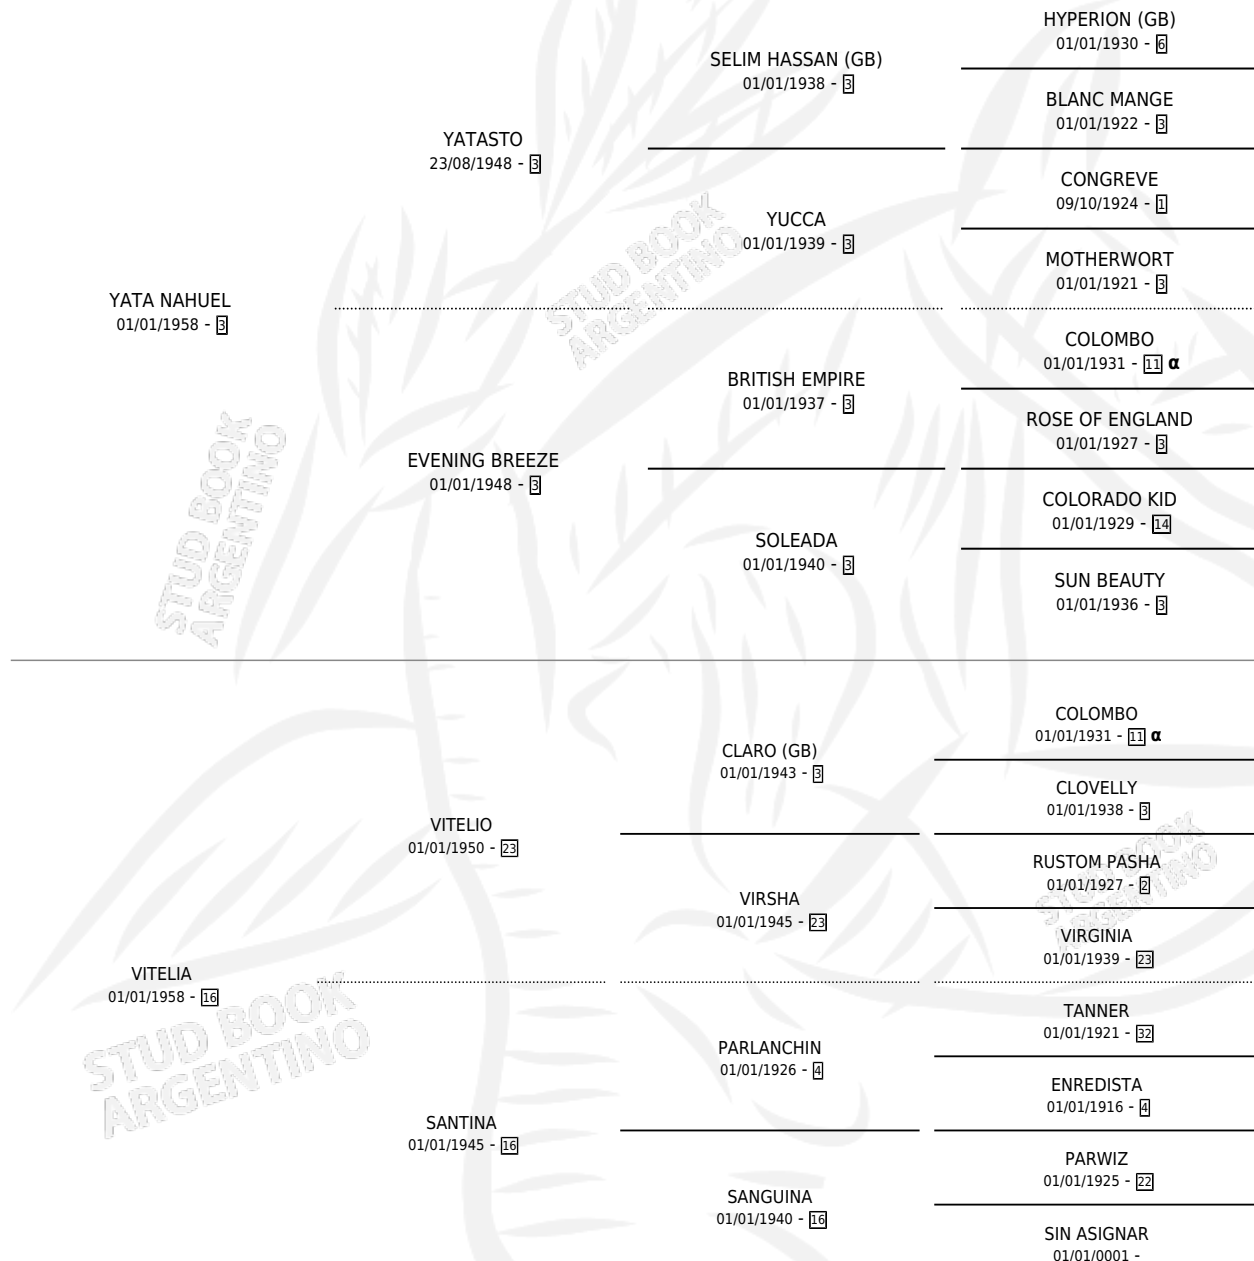 HYPERION (GB)
01/01/1930 - 6
SELIM HASSAN (GB)
01/01/1938 - 3
BLANC MANGE
01/01/1922 - 3
YATASTO
23/08/1948 - 3
CONGREVE
09/10/1924 - 1
YUCCA
01/01/1939 - 3
MOTHERWORT
01/01/1921 - 3
YATA NAHUEL
01/01/1958 - 3
STUD BOOK
ARGENTINO
COLOMBO
01/01/1931 - 11 α
BRITISH EMPIRE
01/01/1937 - 3
ROSE OF ENGLAND
01/01/1927 - 3
EVENING BREEZE
01/01/1948 - 3
COLORADO KID
01/01/1929 - 14
SOLEADA
01/01/1940 - 3
SUN BEAUTY
01/01/1936 - 3
STUD BOOK
ARGENTINO
COLOMBO
01/01/1931 - 11 α
CLARO (GB)
01/01/1943 - 3
CLOVELLY
01/01/1938 - 3
VITELIO
01/01/1950 - 23
RUSTOM PASHA
01/01/1927 - 2
VIRSHA
01/01/1945 - 23
STUD BOOK
ARGENTINO
VIRGINIA
01/01/1939 - 23
VITELIA
01/01/1958 - 16
STUD BOOK
ARGENTINO
TANNER
01/01/1921 - 32
PARLANCHIN
01/01/1926 - 4
ENREDISTA
01/01/1916 - 4
SANTINA
01/01/1945 - 16
PARWIZ
01/01/1925 - 22
SANGUINA
01/01/1940 - 16
SIN ASIGNAR
01/01/0001 -